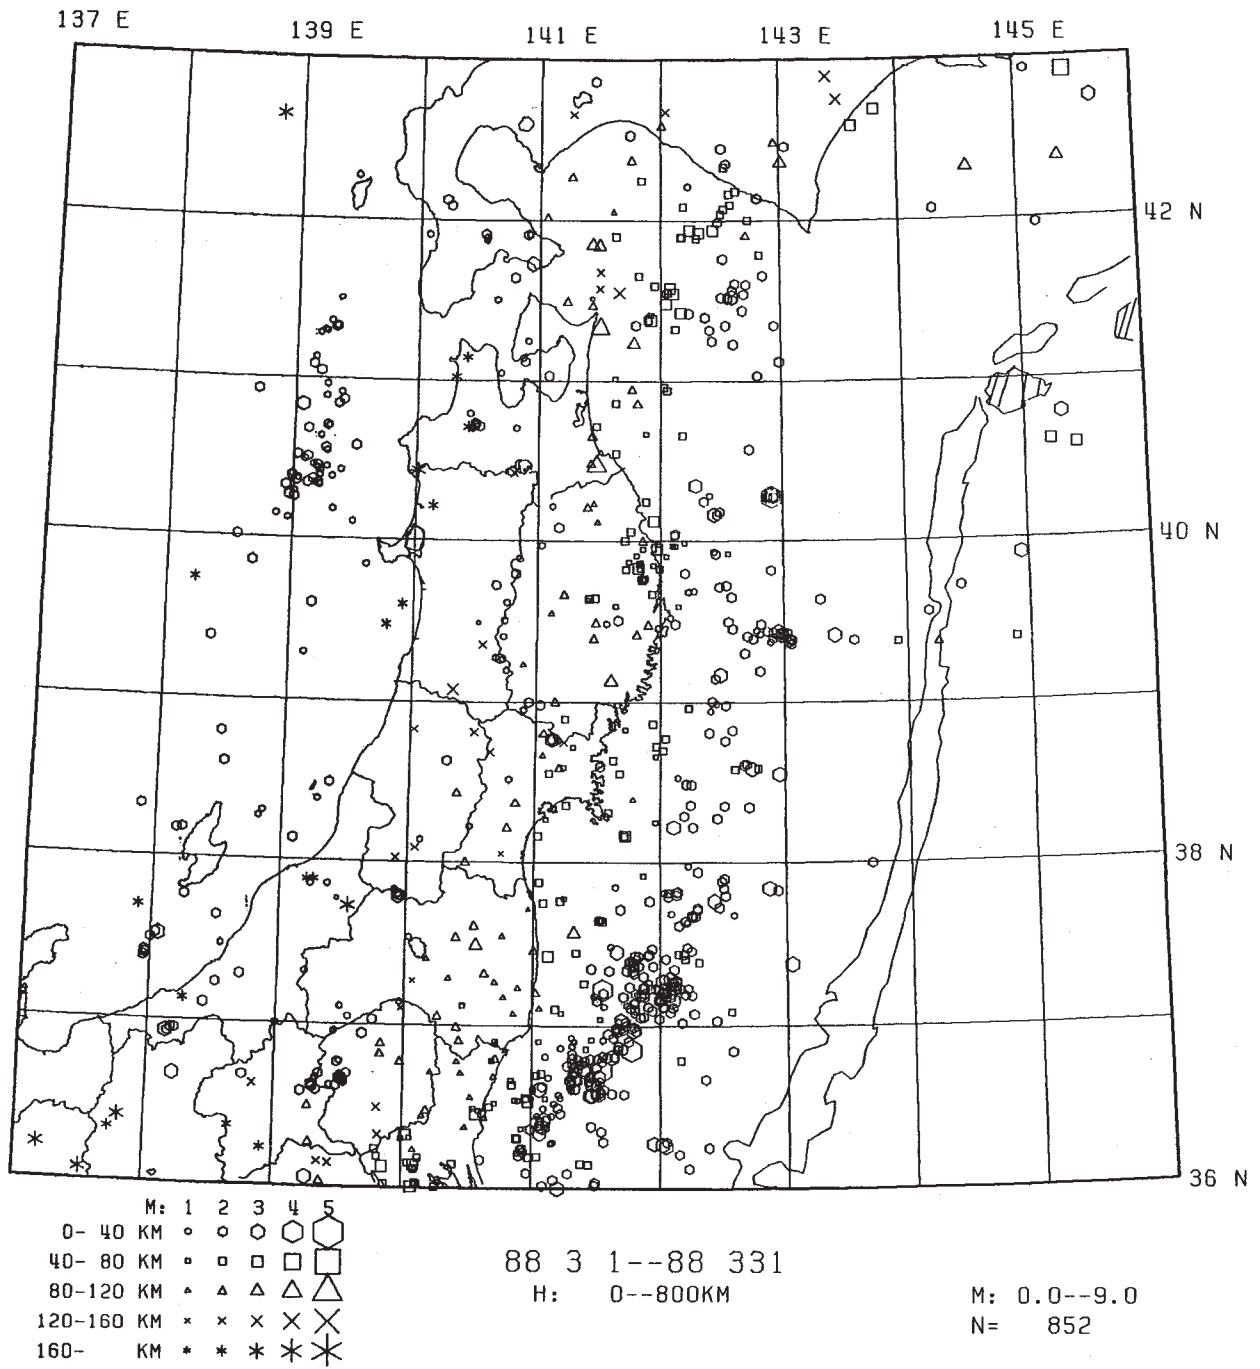 137 E 139 E 141 E 143 E 145 E
42 N
40 N
38 N
36 N
M: 1 2 3 4 5
0- 40 KM
40- 80 KM
80-120 KM
120-160 KM
160- KM
88 3 1--88 331
H: 0--800KM
M: 0.0--9.0
N= 852